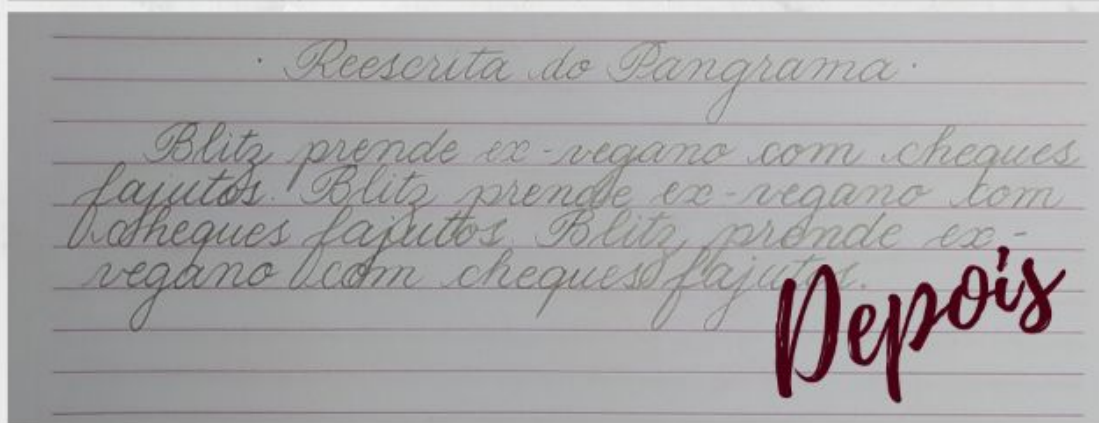 · Reescrita do Pangrama ·
Blitz prende ex-vegano com cheques
fajutos. Blitz prende ex-vegano com
cheques fajutos. Blitz prende ex-
vegano com cheques fajutos.
Depois